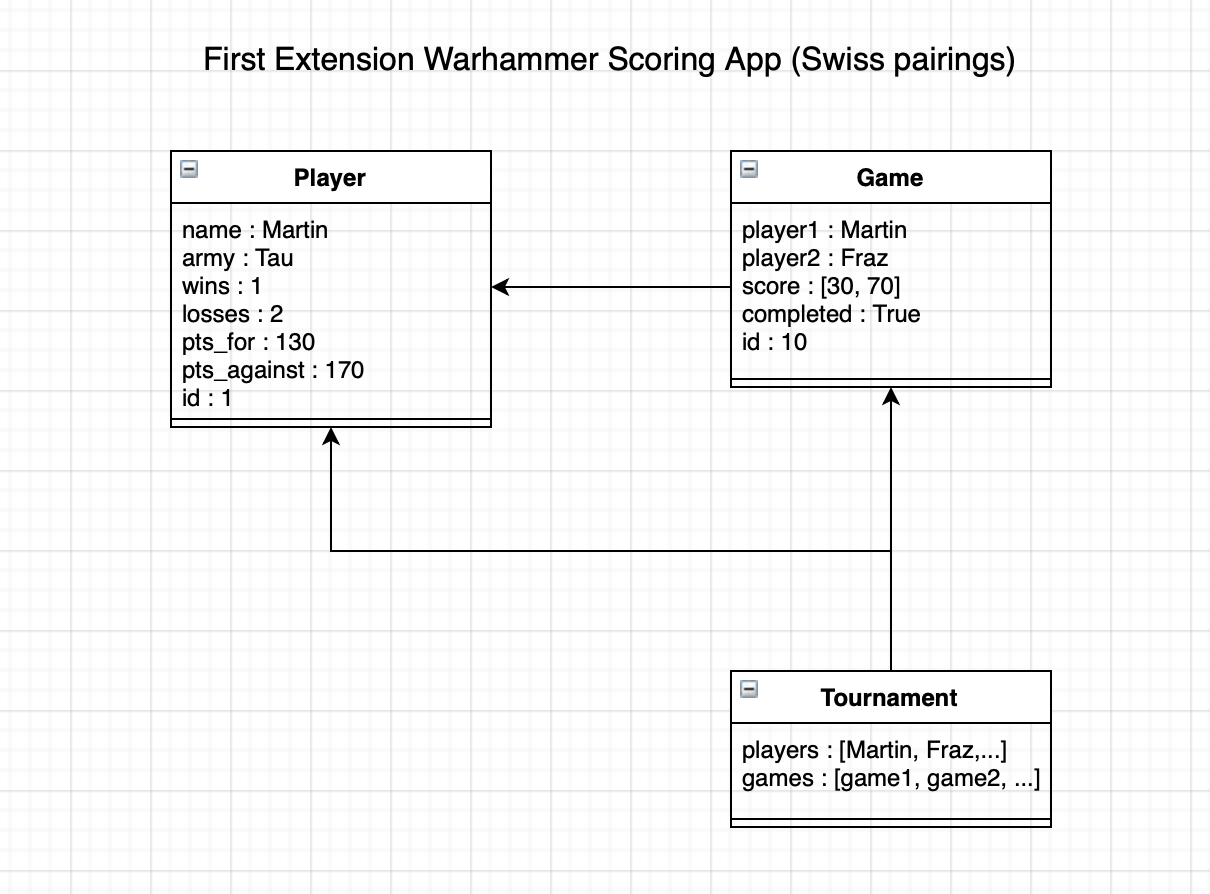 First Extension Warhammer Scoring App (Swiss pairings)
Player
name : Martin
army : Tau
wins : 1
losses : 2
pts_for : 130
pts_against : 170
id : 1
Game
player1 : Martin
player2 : Fraz
score : [30, 70]
completed : True
id : 10
Tournament
players : [Martin, Fraz,...]
games : [game1, game2, ...]